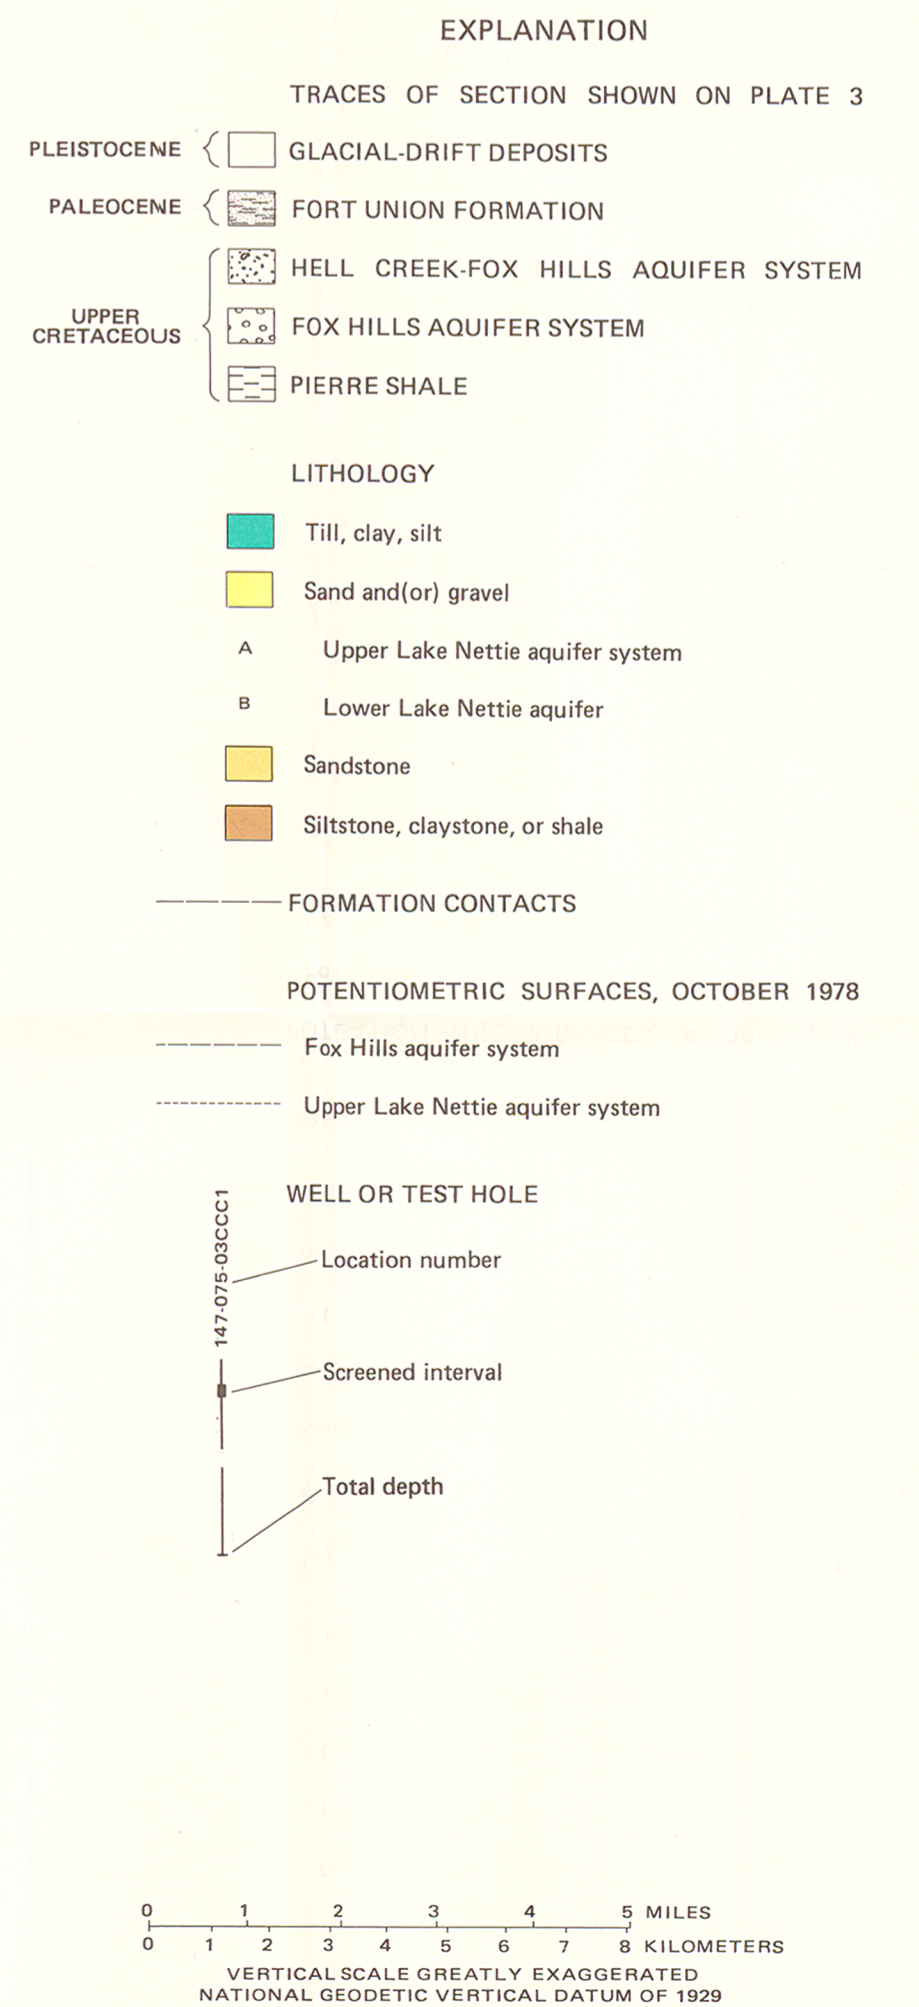 EXPLANATION
TRACES OF SECTION SHOWN ON PLATE 3
PLEISTOCENE
GLACIAL-DRIFT DEPOSITS
PALEOCENE
FORT UNION FORMATION
HELL CREEK-FOX HILLS AQUIFER SYSTEM
UPPER
CRETACEOUS
FOX HILLS AQUIFER SYSTEM
PIERRE SHALE
LITHOLOGY
Till, clay, silt
Sand and(or) gravel
A Upper Lake Nettie aquifer system
B Lower Lake Nettie aquifer
Sandstone
Siltstone, claystone, or shale
FORMATION CONTACTS
POTENTIOMETRIC SURFACES, OCTOBER 1978
Fox Hills aquifer system
Upper Lake Nettie aquifer system
WELL OR TEST HOLE
147-075-03CCC1
Location number
Screened interval
Total depth
0 1 2 3 4 5 MILES
0 1 2 3 4 5 6 7 8 KILOMETERS
VERTICAL SCALE GREATLY EXAGGERATED
NATIONAL GEODETIC VERTICAL DATUM OF 1929